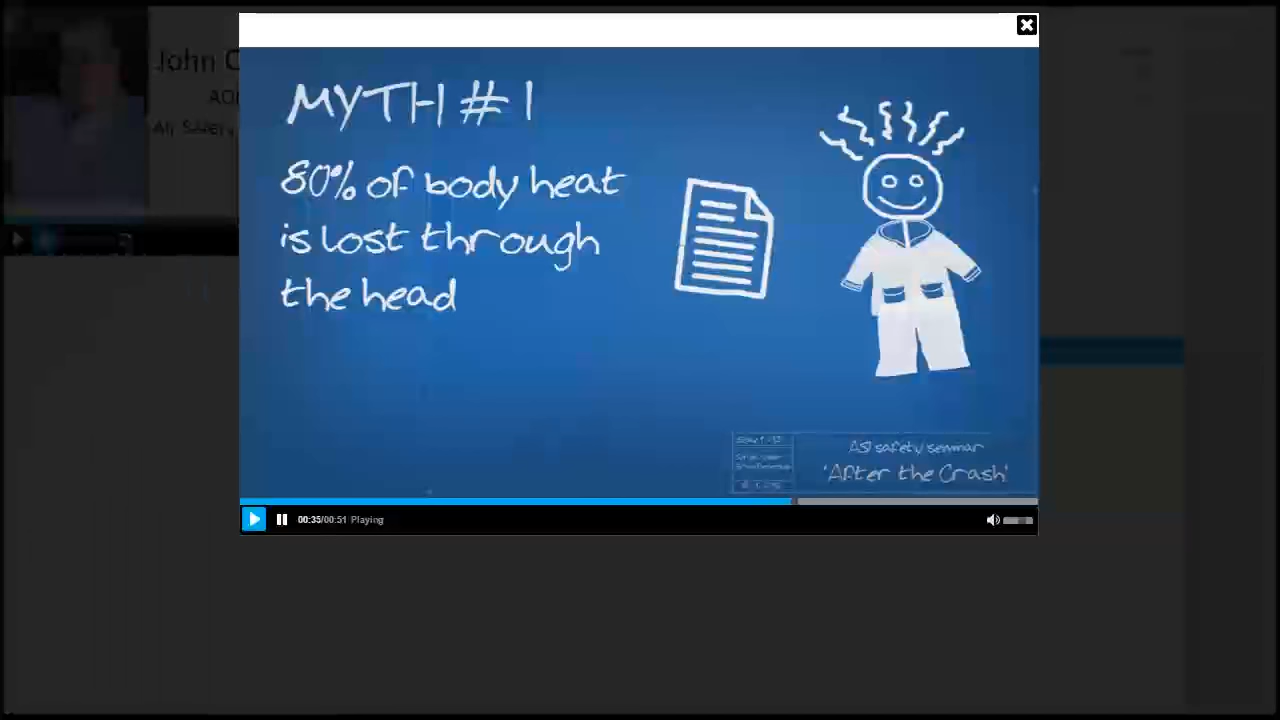 John C
MYTH #1
80% of body heat
is lost through
the head
ASI safety seminar
'After the Crash'
00:35/00:51 Playing